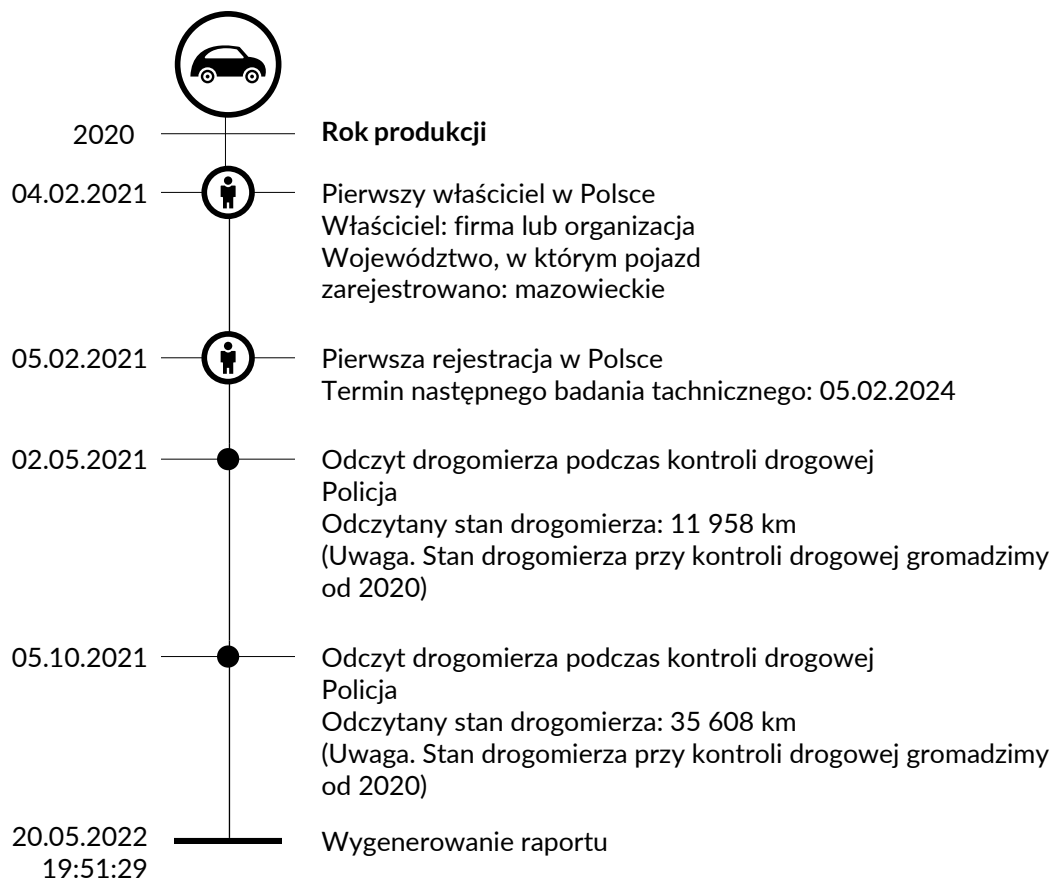 2020
Rok produkcji
04.02.2021
Pierwszy właściciel w Polsce
Właściciel: firma lub organizacja
Województwo, w którym pojazd
zarejestrowano: mazowieckie
05.02.2021
Pierwsza rejestracja w Polsce
Termin następnego badania tachnicznego: 05.02.2024
02.05.2021
Odczyt drogomierza podczas kontroli drogowej
Policja
Odczytany stan drogomierza: 11 958 km
(Uwaga. Stan drogomierza przy kontroli drogowej gromadzimy
od 2020)
05.10.2021
Odczyt drogomierza podczas kontroli drogowej
Policja
Odczytany stan drogomierza: 35 608 km
(Uwaga. Stan drogomierza przy kontroli drogowej gromadzimy
od 2020)
20.05.2022
19:51:29
Wygenerowanie raportu